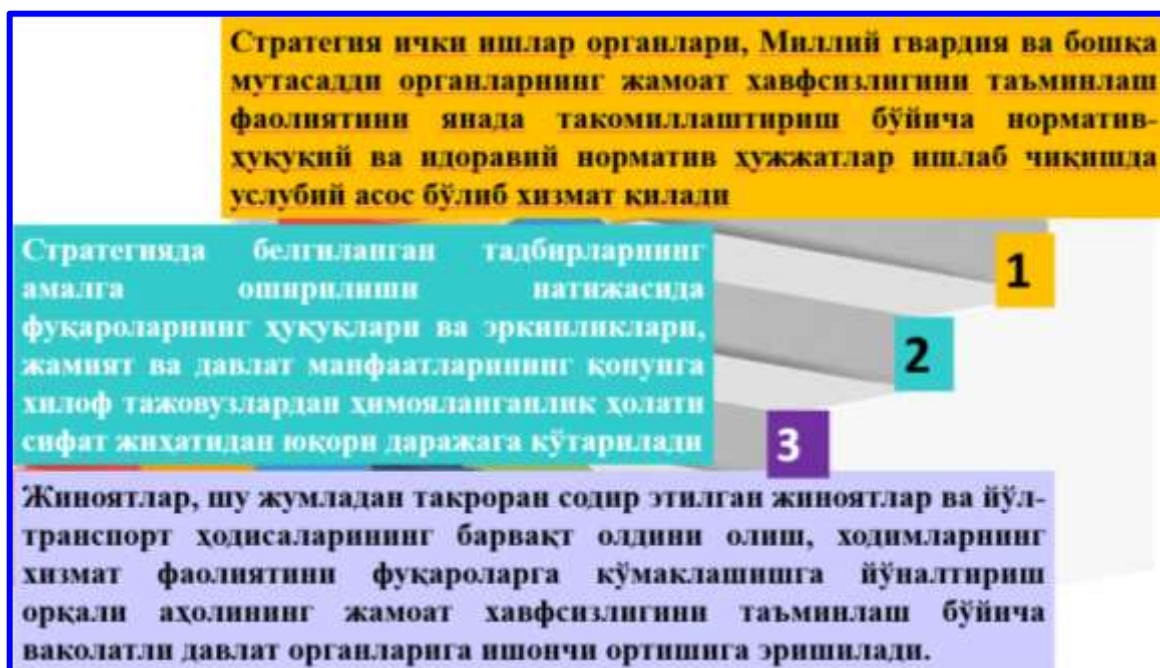 Стратегия ички ишлар органлари, Миллий гвардия ва бошқа
мутасадди органларнинг жамоат хавфсизлигини таъминлаш
фаолиятини янада такомиллаштириш бўйича норматив-
ҳуқуқий ва идоравий норматив ҳужжатлар ишлаб чиқишда
услубий асос бўлиб хизмат қилади
1
Стратегияда белгиланган тадбирларнинг
амалга оширилиши натижасида
фуқароларнинг ҳуқуқлари ва эркинликлари,
жамият ва давлат манфаатларининг қонунга
хилоф тажовузлардан ҳимояланганлик ҳолати
сифат жиҳатидан юқори даражага кўтарилади
2
3
Жиноятлар, шу жумладан такроран содир этилган жиноятлар ва йўл-
транспорт ҳодисаларининг барвақт олдини олиш, ходимларнинг
хизмат фаолиятини фуқароларга кўмаклашишга йўналтириш
орқали аҳолининг жамоат хавфсизлигини таъминлаш бўйича
ваколатли давлат органларига ишончи ортишига эришилади.